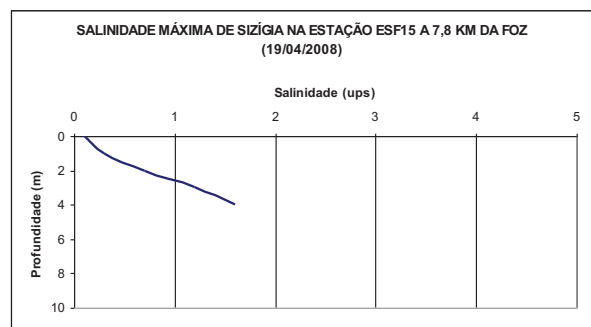 SALINIDADE MÁXIMA DE SIZÍGIA NA ESTAÇÃO ESF15 A 7,8 KM DA FOZ
(19/04/2008)
Salinidade (ups)
0 1 2 3 4 5
Profundidade (m)
0
2
4
6
8
10